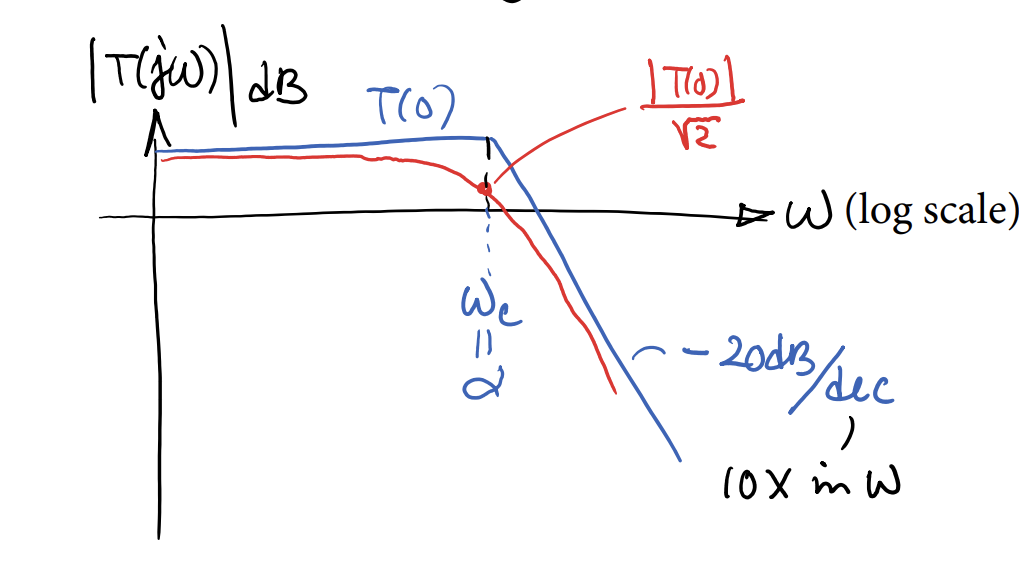 |T(jω)| dB
T(0)
|T(0)|
√2
ω (log scale)
ωc
=
α
-20dB/dec
10X in ω